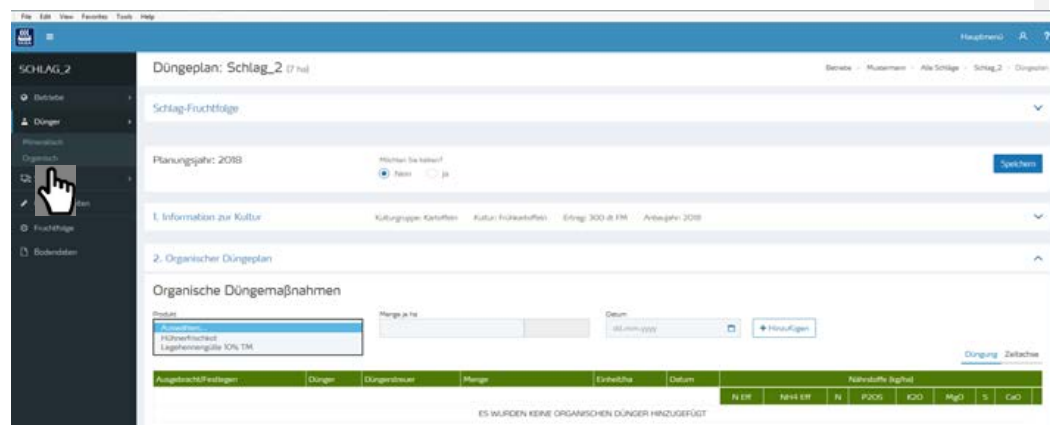 File Edit View Favorites Tools Help
Hauptmenü ?
SCHLAG_2
Düngeplan: Schlag_2 (7 ha)
Betriebe - Mustermann - Alle Schläge - Schlag_2 - Düngeplan
Betriebe
Schlag-Fruchtfolge
Dünger
Mineralisch
Organisch
Planungsjahr: 2018
Möchten Sie kalken?
Nein ja
Speichern
1. Information zur Kultur
Kulturgruppe: Kartoffeln Kultur: Frühkartoffeln Ertrag: 300 dt FM Anbaujahr: 2018
Fruchtfolge
Bodendaten
2. Organischer Düngeplan
Organische Düngemaßnahmen
Produkt Menge je ha Datum
Auswählen...
Hühnerfrischkot
Legehennengülle 10% TM
dd.mm.yyyy
+ Hinzufügen
Düngung Zeitachse
Ausgebracht/Festlegen Dünger Düngerstreuer Menge Einheit/ha Datum Nährstoffe (kg/ha)
N Eff NH4 Eff N P2O5 K2O MgO S CaO
ES WURDEN KEINE ORGANISCHEN DÜNGER HINZUGEFÜGT